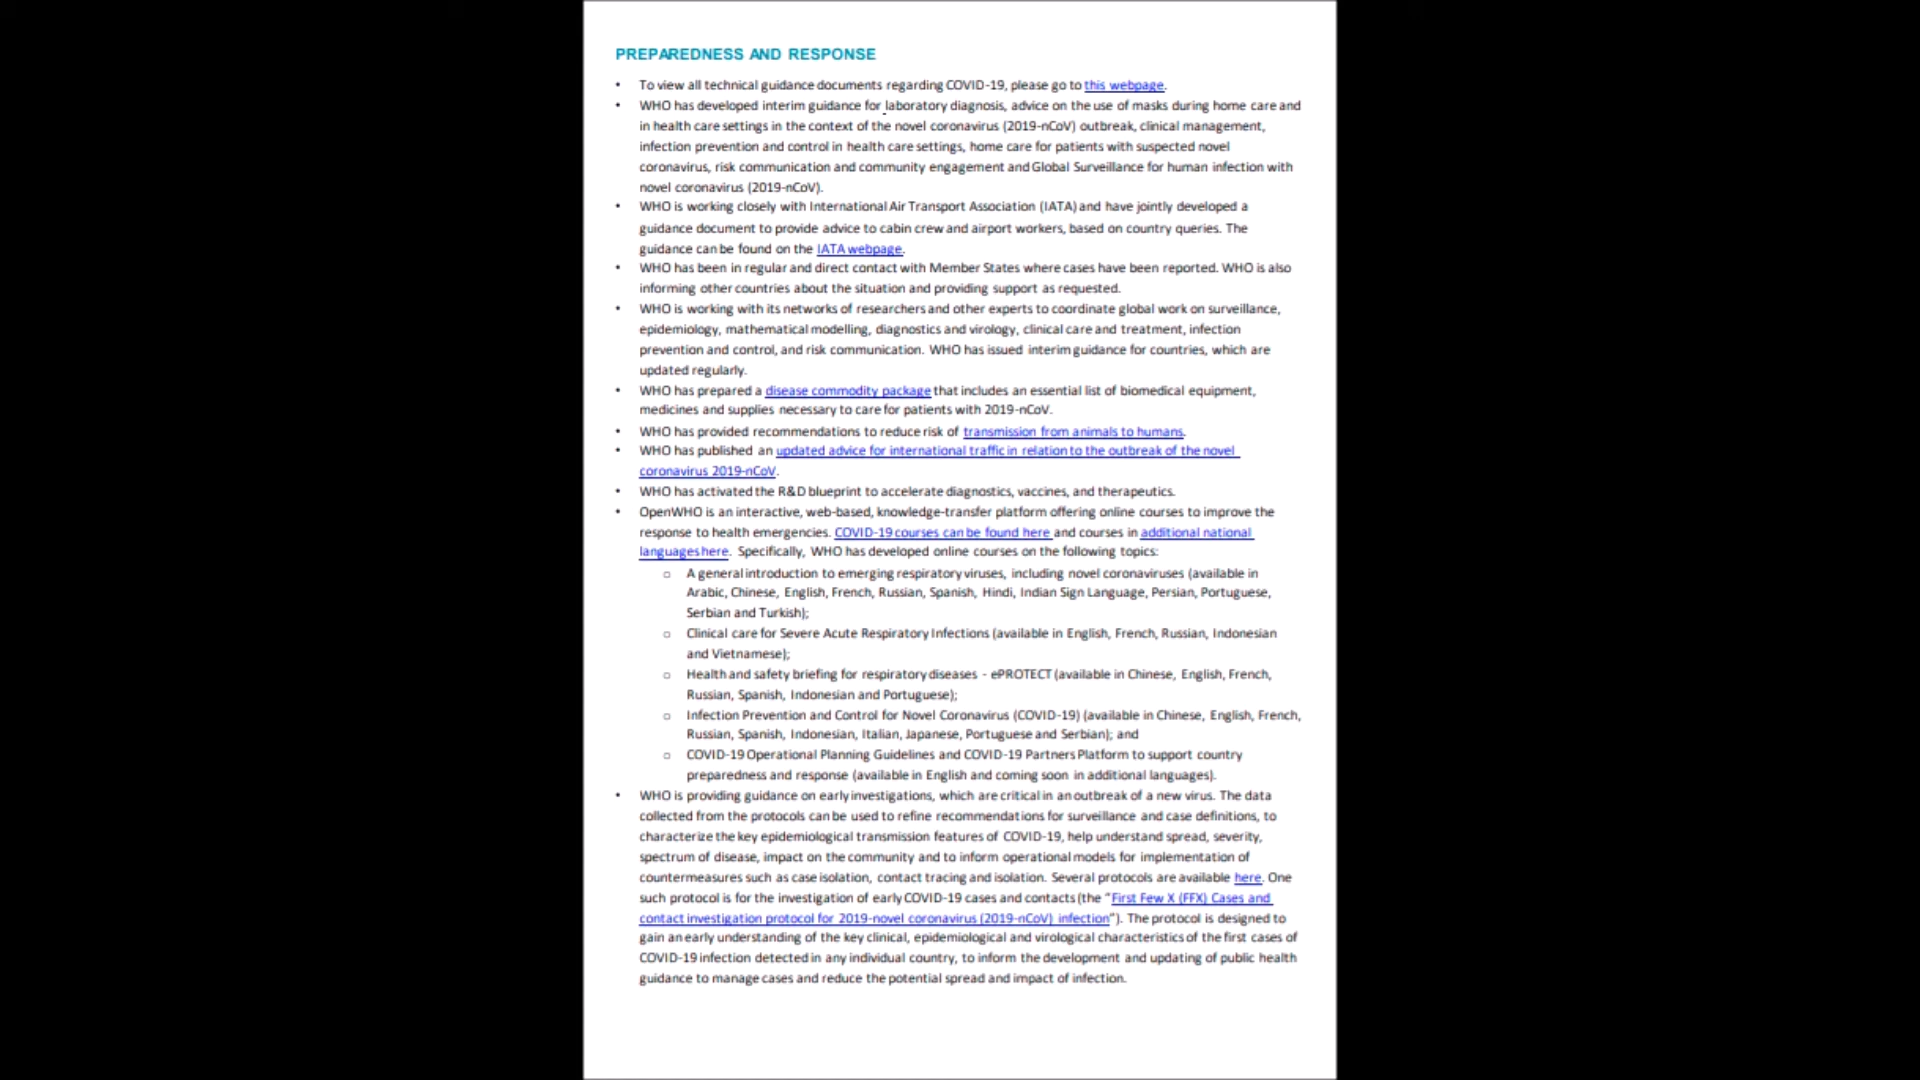 PREPAREDNESS AND RESPONSE
• To view all technical guidance documents regarding COVID-19, please go to this webpage.
• WHO has developed interim guidance for laboratory diagnosis, advice on the use of masks during home care and
in health care settings in the context of the novel coronavirus (2019-nCoV) outbreak, clinical management,
infection prevention and control in health care settings, home care for patients with suspected novel
coronavirus, risk communication and community engagement and Global Surveillance for human infection with
novel coronavirus (2019-nCoV).
• WHO is working closely with International Air Transport Association (IATA) and have jointly developed a
guidance document to provide advice to cabin crew and airport workers, based on country queries. The
guidance can be found on the IATA webpage.
• WHO has been in regular and direct contact with Member States where cases have been reported. WHO is also
informing other countries about the situation and providing support as requested.
• WHO is working with its networks of researchers and other experts to coordinate global work on surveillance,
epidemiology, mathematical modelling, diagnostics and virology, clinical care and treatment, infection
prevention and control, and risk communication. WHO has issued interim guidance for countries, which are
updated regularly.
• WHO has prepared a disease commodity package that includes an essential list of biomedical equipment,
medicines and supplies necessary to care for patients with 2019-nCoV.
• WHO has provided recommendations to reduce risk of transmission from animals to humans.
• WHO has published an updated advice for international traffic in relation to the outbreak of the novel
coronavirus 2019-nCoV.
• WHO has activated the R&D blueprint to accelerate diagnostics, vaccines, and therapeutics.
• OpenWHO is an interactive, web-based, knowledge-transfer platform offering online courses to improve the
response to health emergencies. COVID-19 courses can be found here and courses in additional national
languages here. Specifically, WHO has developed online courses on the following topics:
o A general introduction to emerging respiratory viruses, including novel coronaviruses (available in
Arabic, Chinese, English, French, Russian, Spanish, Hindi, Indian Sign Language, Persian, Portuguese,
Serbian and Turkish);
o Clinical care for Severe Acute Respiratory Infections (available in English, French, Russian, Indonesian
and Vietnamese);
o Health and safety briefing for respiratory diseases - ePROTECT (available in Chinese, English, French,
Russian, Spanish, Indonesian and Portuguese);
o Infection Prevention and Control for Novel Coronavirus (COVID-19) (available in Chinese, English, French,
Russian, Spanish, Indonesian, Italian, Japanese, Portuguese and Serbian); and
o COVID-19 Operational Planning Guidelines and COVID-19 Partners Platform to support country
preparedness and response (available in English and coming soon in additional languages).
• WHO is providing guidance on early investigations, which are critical in an outbreak of a new virus. The data
collected from the protocols can be used to refine recommendations for surveillance and case definitions, to
characterize the key epidemiological transmission features of COVID-19, help understand spread, severity,
spectrum of disease, impact on the community and to inform operational models for implementation of
countermeasures such as case isolation, contact tracing and isolation. Several protocols are available here. One
such protocol is for the investigation of early COVID-19 cases and contacts (the “First Few X (FFX) Cases and
contact investigation protocol for 2019-novel coronavirus (2019-nCoV) infection”). The protocol is designed to
gain an early understanding of the key clinical, epidemiological and virological characteristics of the first cases of
COVID-19 infection detected in any individual country, to inform the development and updating of public health
guidance to manage cases and reduce the potential spread and impact of infection.